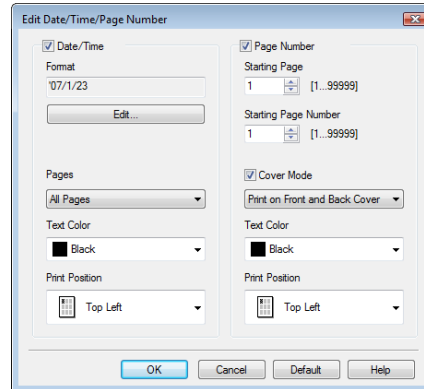 Edit Date/Time/Page Number
Date/Time
Format
'07/1/23
Edit...
Pages
All Pages
Text Color
Black
Print Position
Top Left
Page Number
Starting Page
1 [1...99999]
Starting Page Number
1 [1...99999]
Cover Mode
Print on Front and Back Cover
Text Color
Black
Print Position
Top Left
OK Cancel Default Help